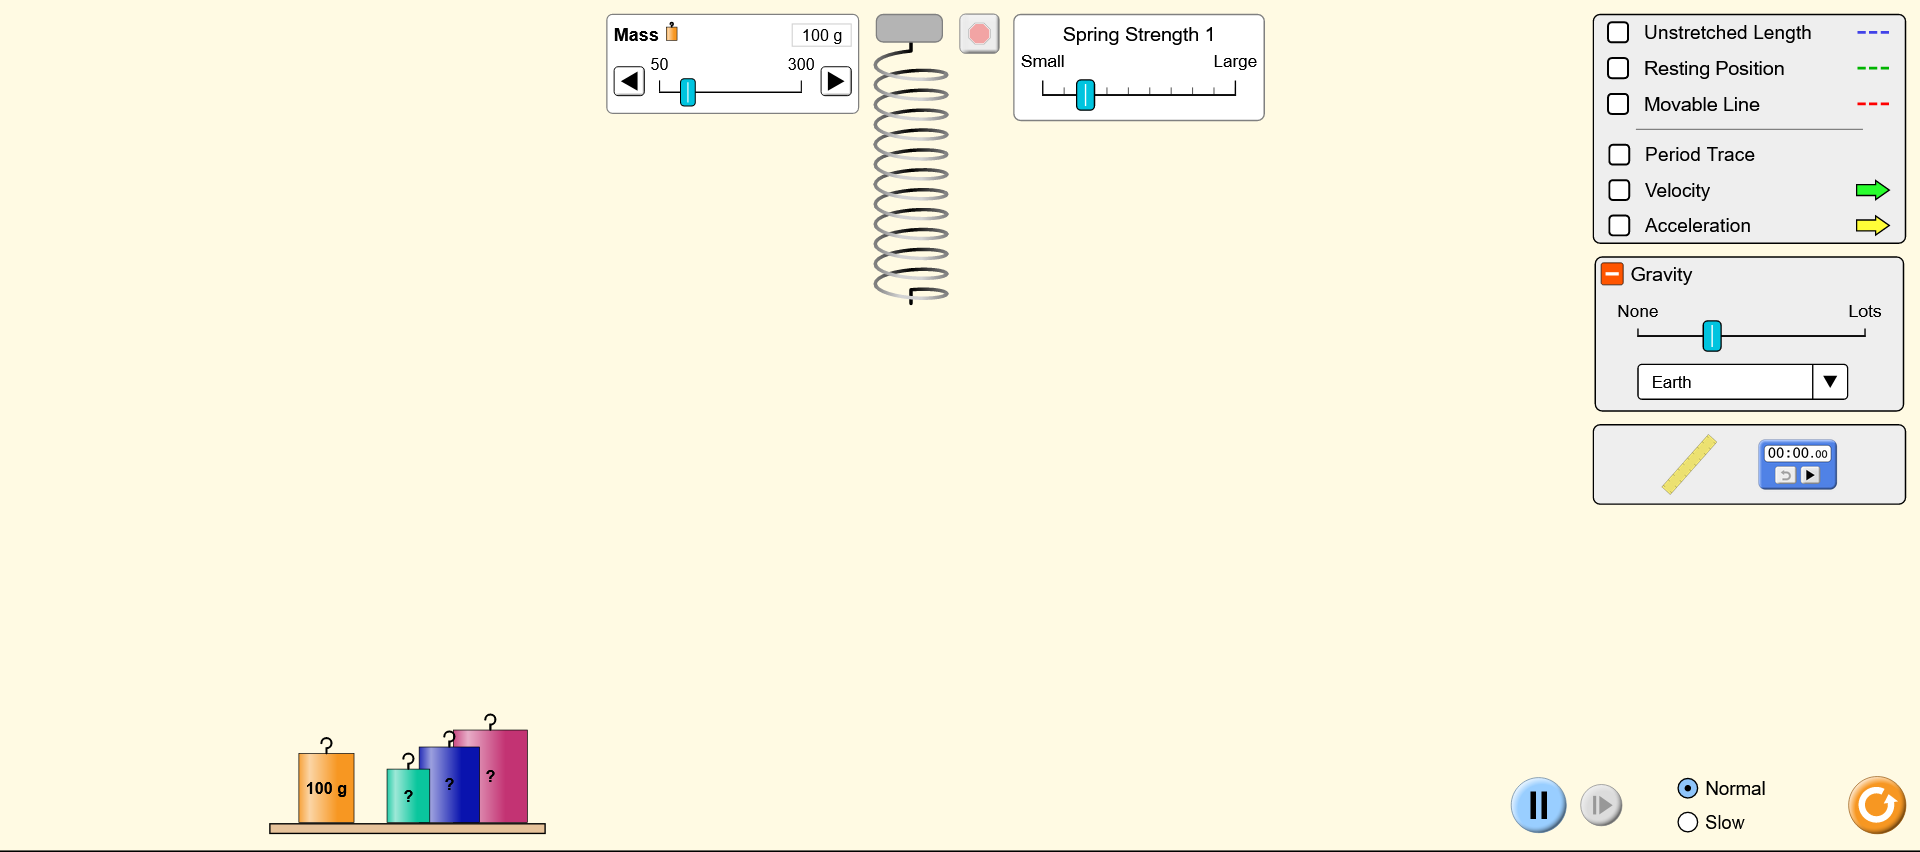 Mass
100 g
50
300
Spring Strength 1
Small
Large
Unstretched Length
Resting Position
Movable Line
Period Trace
Velocity
Acceleration
Gravity
None
Lots
Earth
00:00.00
100 g
?
?
?
Normal
Slow